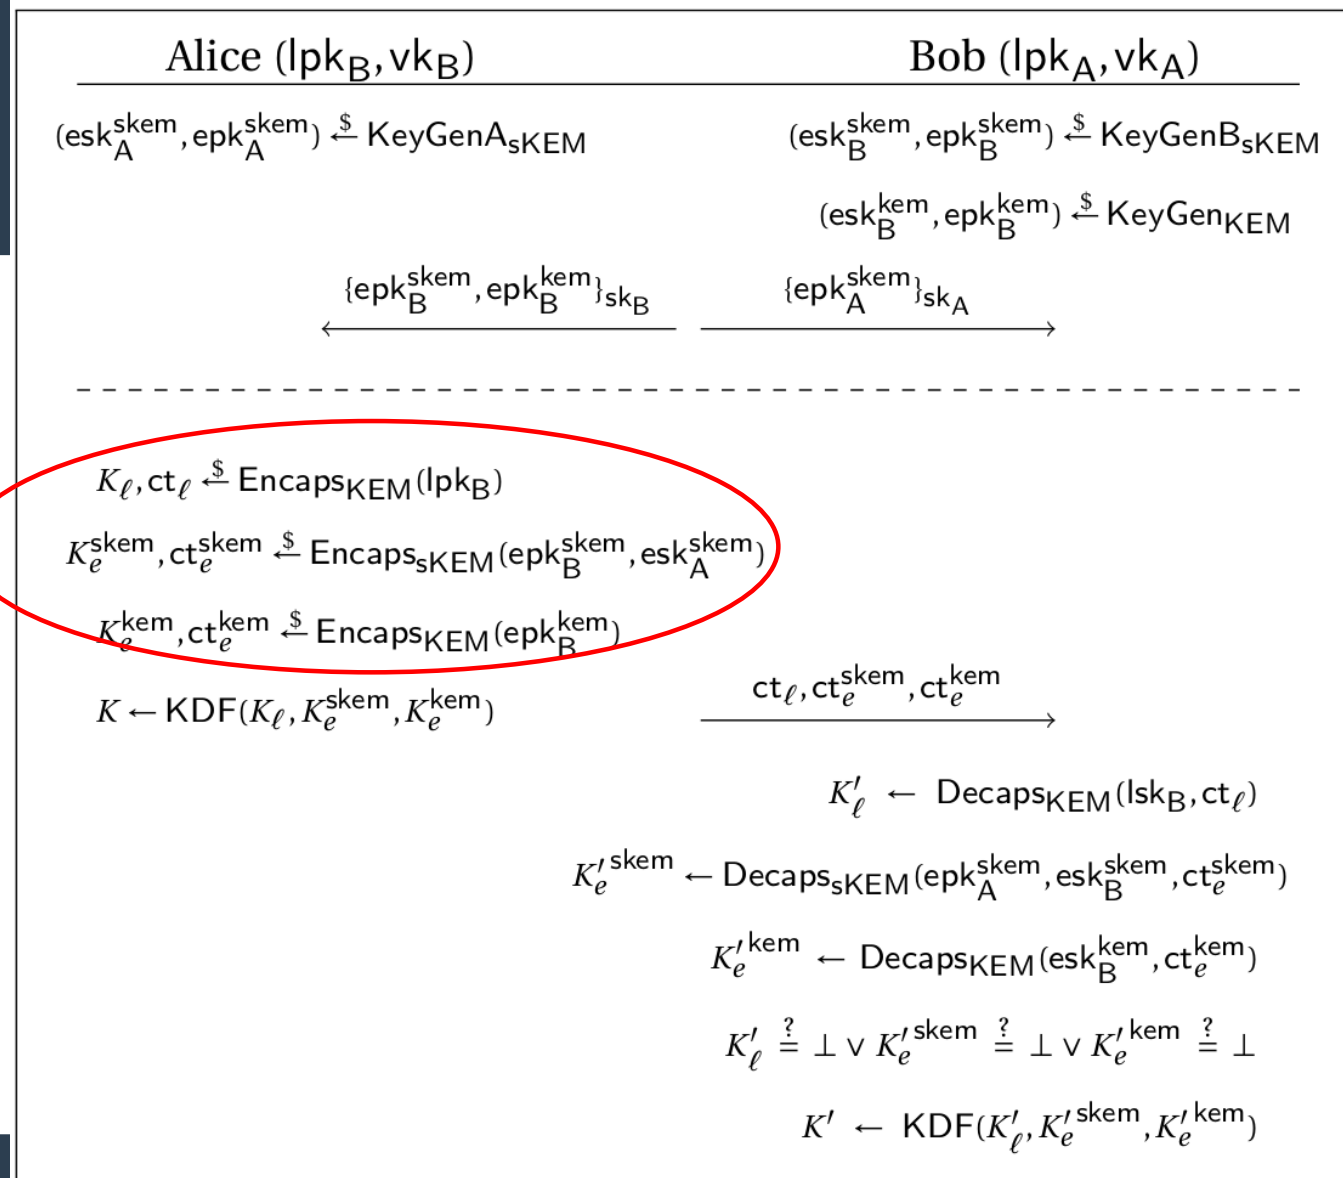 Alice (lpk_B, vk_B)
Bob (lpk_A, vk_A)
(esk_A^skem, epk_A^skem) ←$ KeyGenA_sKEM
(esk_B^skem, epk_B^skem) ←$ KeyGenB_sKEM
(esk_B^kem, epk_B^kem) ←$ KeyGen_KEM
{epk_B^skem, epk_B^kem}_sk_B
{epk_A^skem}_sk_A
K_ℓ, ct_ℓ ←$ Encaps_KEM(lpk_B)
K_e^skem, ct_e^skem ←$ Encaps_sKEM(epk_B^skem, esk_A^skem)
K_e^kem, ct_e^kem ←$ Encaps_KEM(epk_B^kem)
K ← KDF(K_ℓ, K_e^skem, K_e^kem)
ct_ℓ, ct_e^skem, ct_e^kem
K'_ℓ ← Decaps_KEM(lsk_B, ct_ℓ)
K'_e^skem ← Decaps_sKEM(epk_A^skem, esk_B^skem, ct_e^skem)
K'_e^kem ← Decaps_KEM(esk_B^kem, ct_e^kem)
K'_ℓ ≟ ⊥ ∨ K'_e^skem ≟ ⊥ ∨ K'_e^kem ≟ ⊥
K' ← KDF(K'_ℓ, K'_e^skem, K'_e^kem)